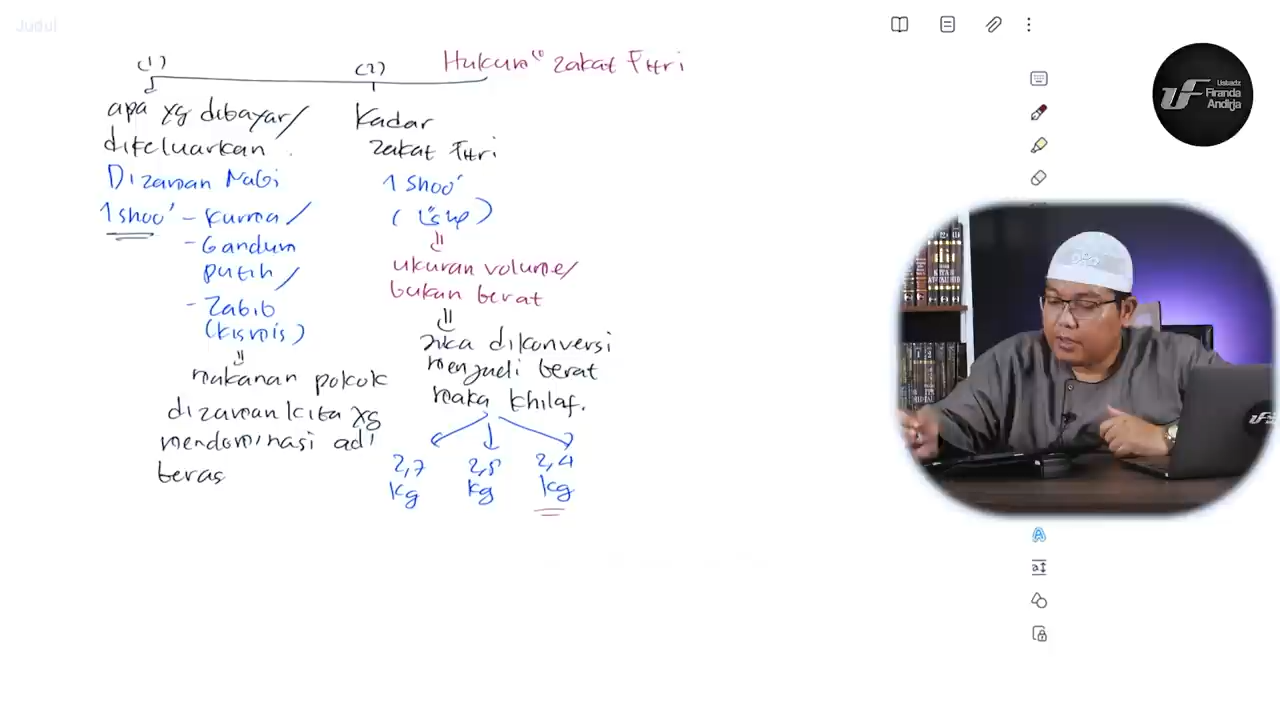 Judul
Hukum² Zakat Fitri
(1)
apa yg dibayar/
dikeluarkan.
Dizaman Nabi
1 shoo' - Kurma/
- Gandum
putih/
- Zabib
(kismis)
makanan pokok
dizaman kita yg
mendominasi adl
beras
(2)
Kadar
Zakat Fitri
1 shoo'
ukuran volume/
bukan berat
jika dikonversi
menjadi berat
maka khilaf.
2,7
kg
2,5
kg
2,4
kg
Ustadz
Firanda
Andirja